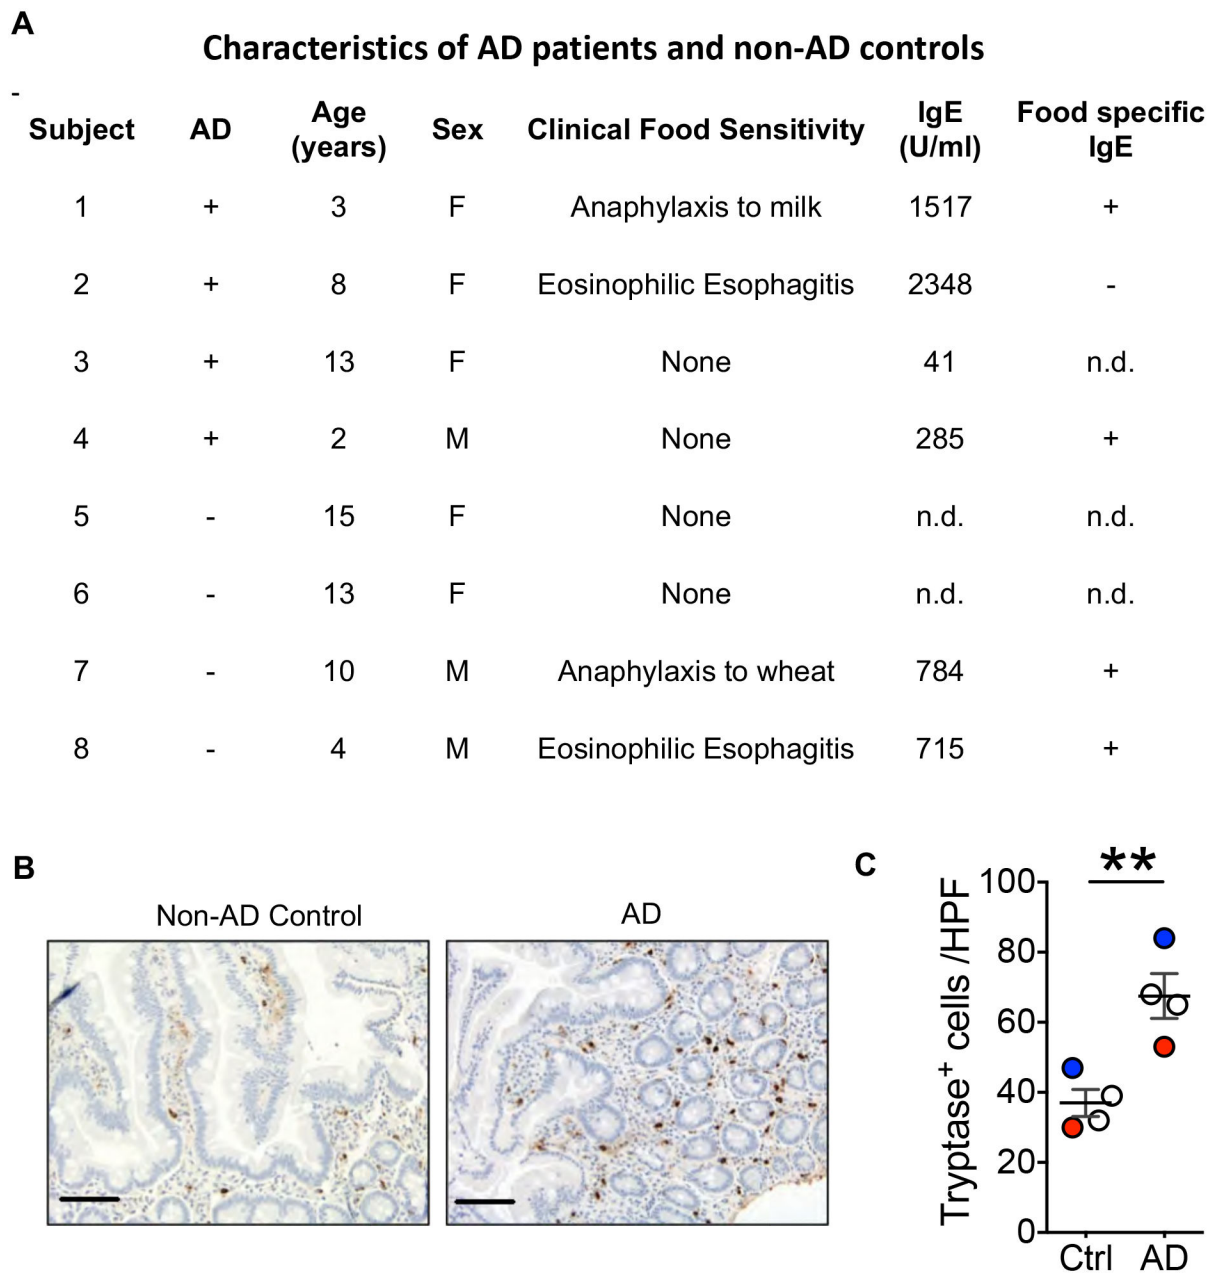 A
Characteristics of AD patients and non-AD controls
-
Subject AD Age (years) Sex Clinical Food Sensitivity IgE (U/ml) Food specific IgE
1 + 3 F Anaphylaxis to milk 1517 +
2 + 8 F Eosinophilic Esophagitis 2348 -
3 + 13 F None 41 n.d.
4 + 2 M None 285 +
5 - 15 F None n.d. n.d.
6 - 13 F None n.d. n.d.
7 - 10 M Anaphylaxis to wheat 784 +
8 - 4 M Eosinophilic Esophagitis 715 +
B
Non-AD Control
AD
C
**
Tryptase+ cells /HPF
100
80
60
40
20
0
Ctrl AD